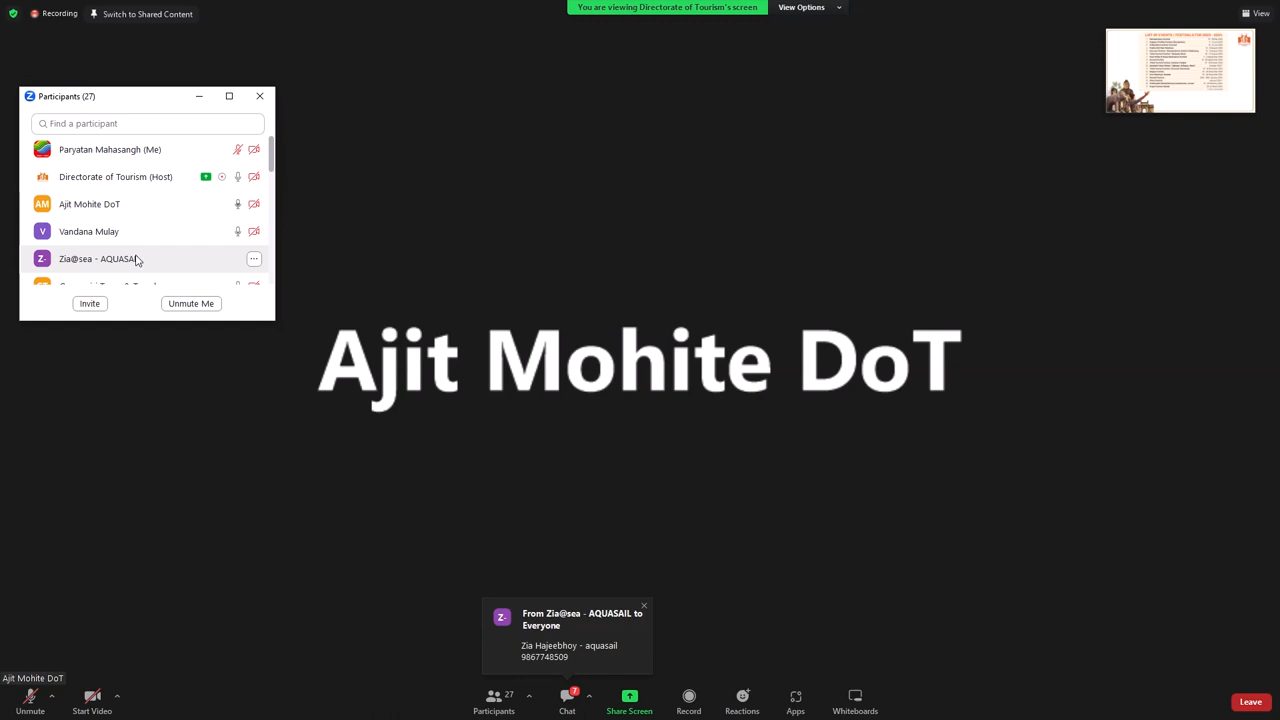 Recording
Switch to Shared Content
You are viewing Directorate of Tourism's screen
View Options
View
Find a participant
Paryatan Mahasangh (Me)
Directorate of Tourism (Host)
AM Ajit Mohite DoT
V Vandana Mulay
Z- Zia@sea - AQUASAIL
Invite
Unmute Me
Ajit Mohite DoT
Z- From Zia@sea - AQUASAIL to
Everyone
Zia Hajeebhoy - aquasail
9867748509
Ajit Mohite DoT
Unmute
Start Video
Participants 27
Chat 7
Share Screen
Record
Reactions
Apps
Whiteboards
Leave